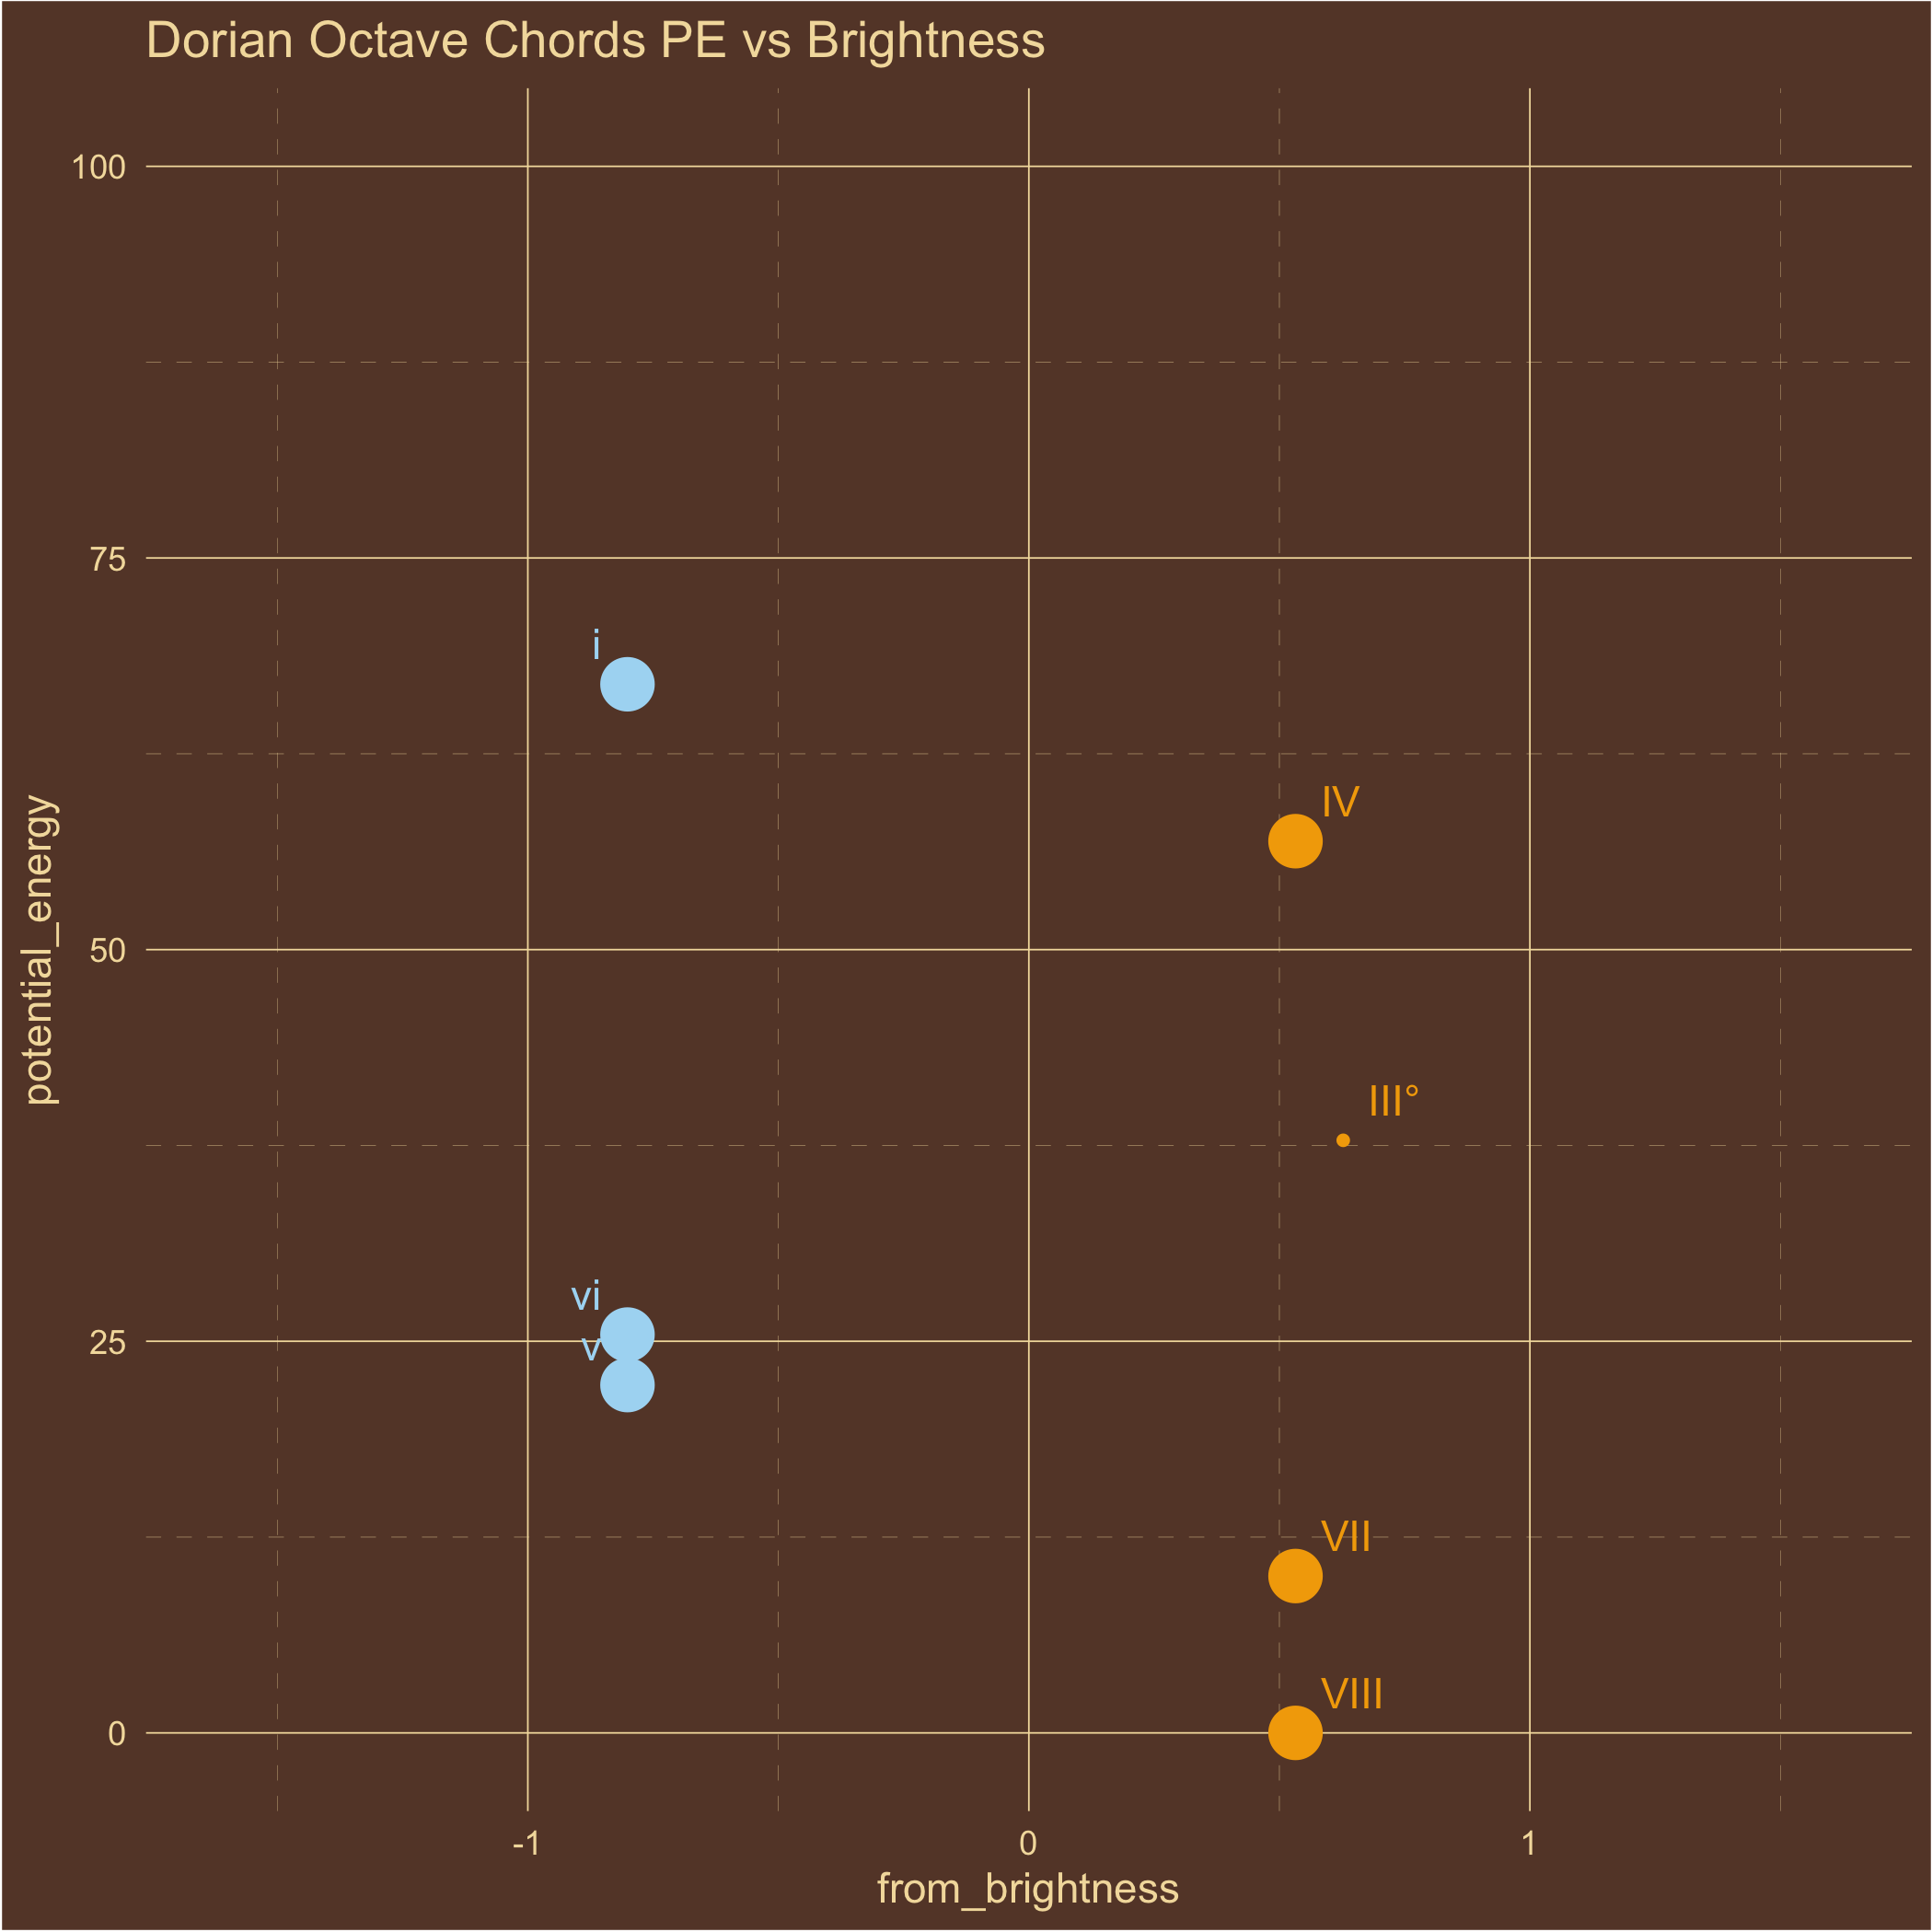 Dorian Octave Chords PE vs Brightness
100
75
50
25
0
potential_energy
i
IV
III°
vi
v
VII
VIII
-1
0
1
from_brightness